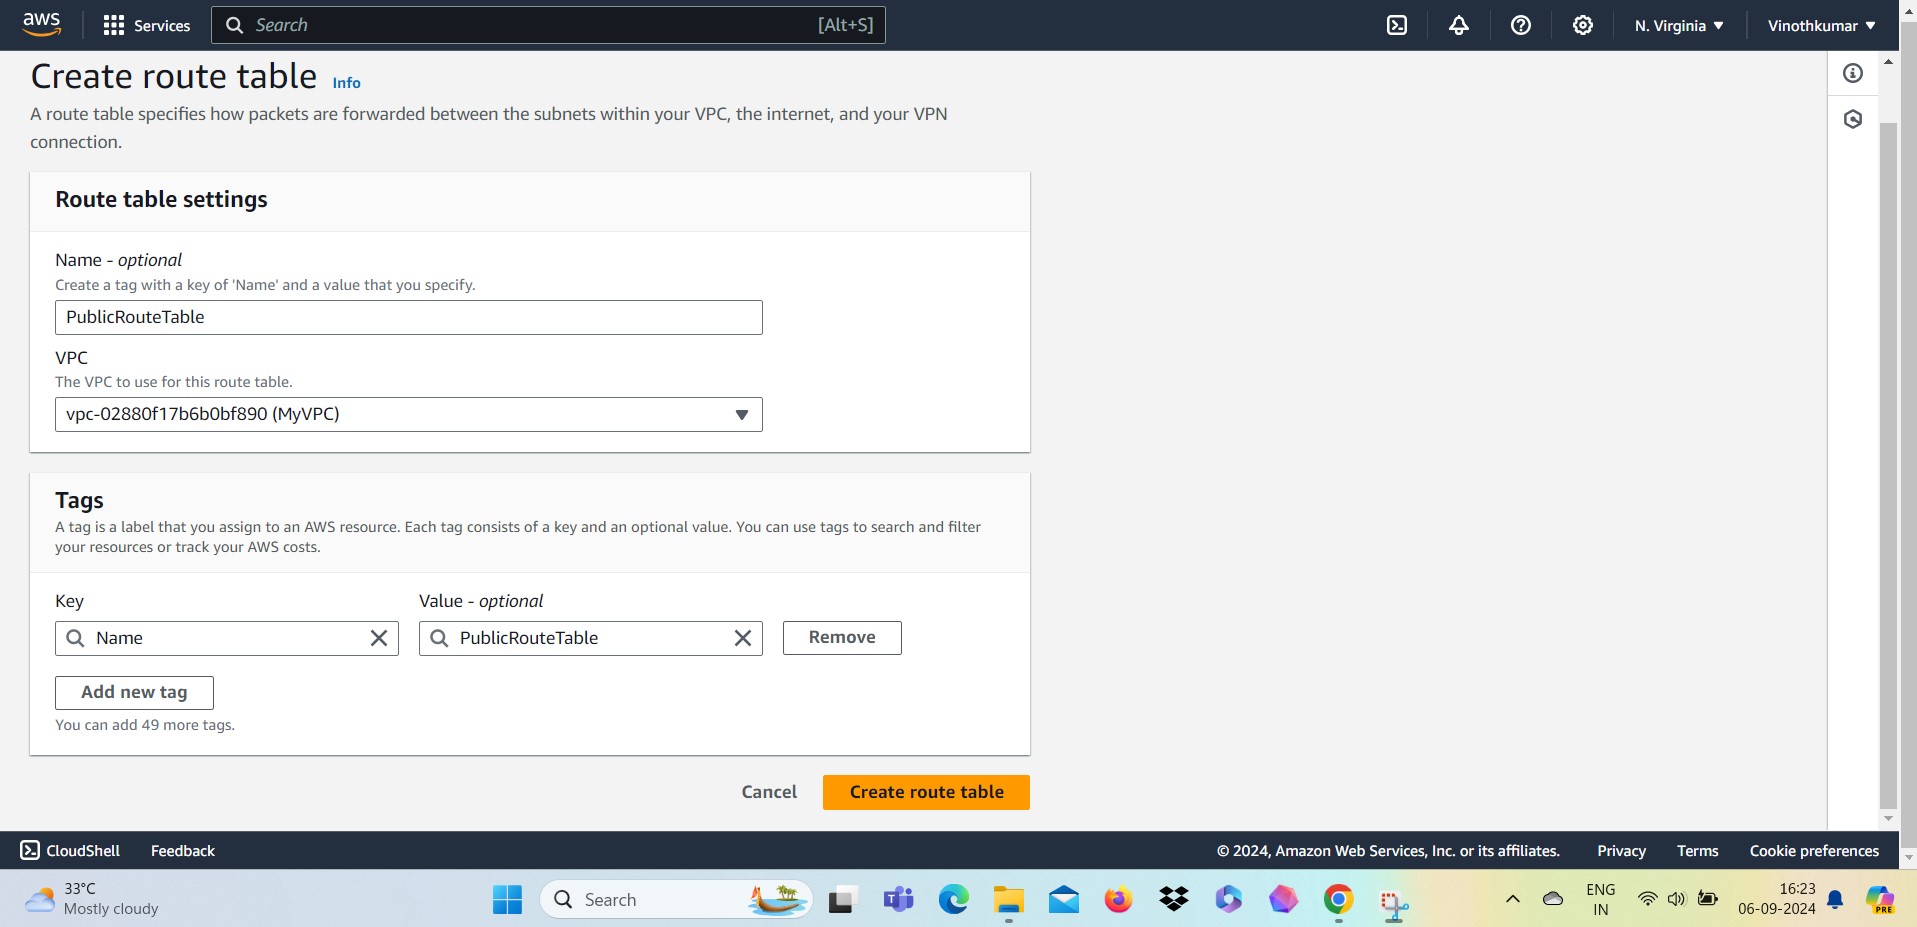 aws
Services
Search
[Alt+S]
N. Virginia
Vinothkumar
Create route table Info
A route table specifies how packets are forwarded between the subnets within your VPC, the internet, and your VPN
connection.
Route table settings
Name - optional
Create a tag with a key of 'Name' and a value that you specify.
PublicRouteTable
VPC
The VPC to use for this route table.
vpc-02880f17b6b0bf890 (MyVPC)
Tags
A tag is a label that you assign to an AWS resource. Each tag consists of a key and an optional value. You can use tags to search and filter
your resources or track your AWS costs.
Key
Value - optional
Name
PublicRouteTable
Remove
Add new tag
You can add 49 more tags.
Cancel
Create route table
CloudShell
Feedback
© 2024, Amazon Web Services, Inc. or its affiliates.
Privacy
Terms
Cookie preferences
33°C
Mostly cloudy
Search
ENG
IN
16:23
06-09-2024
PRE